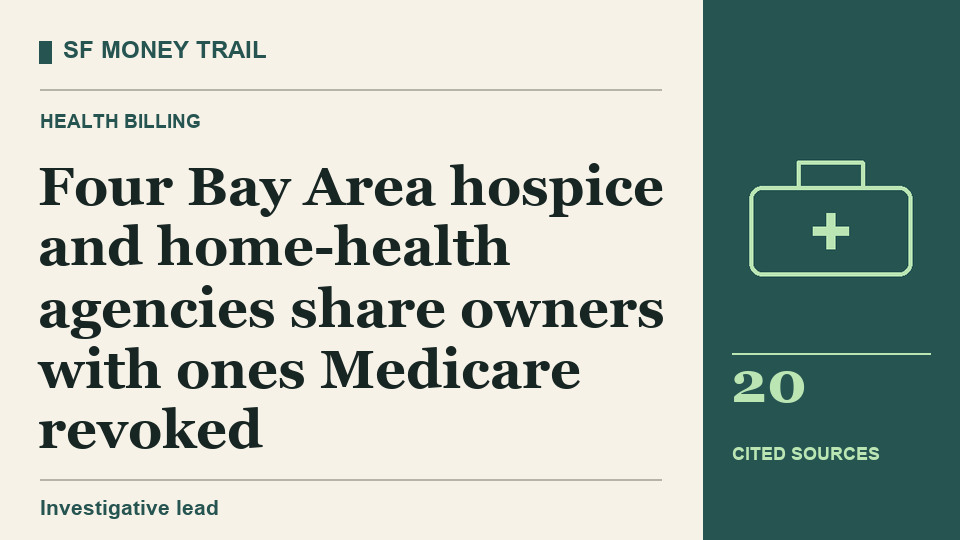 SF MONEY TRAIL
HEALTH BILLING
Four Bay Area hospice
and home-health
agencies share owners
with ones Medicare
revoked
Investigative lead
20
CITED SOURCES